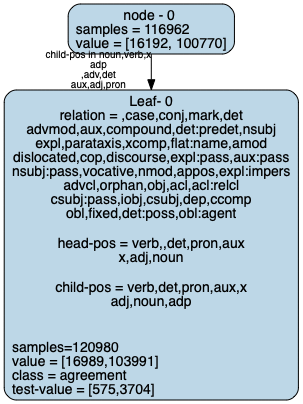 node - 0
samples = 116962
value = [16192, 100770]
child-pos in noun,verb,x
adp
,adv,det
aux,adj,pron
Leaf- 0
relation = ,case,conj,mark,det
advmod,aux,compound,det:predet,nsubj
expl,parataxis,xcomp,flat:name,amod
dislocated,cop,discourse,expl:pass,aux:pass
nsubj:pass,vocative,nmod,appos,expl:impers
advcl,orphan,obj,acl,acl:relcl
csubj:pass,iobj,csubj,dep,ccomp
obl,fixed,det:poss,obl:agent
head-pos = verb,,det,pron,aux
x,adj,noun
child-pos = verb,det,pron,aux,x
adj,noun,adp
samples=120980
value = [16989,103991]
class = agreement
test-value = [575,3704]